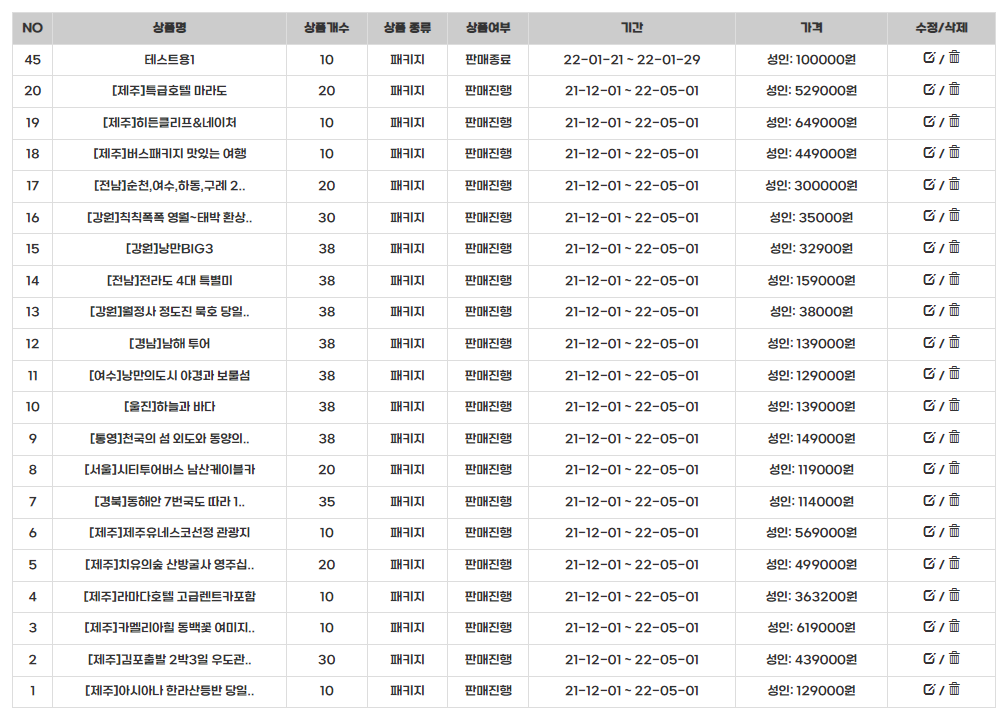 NO 상품명 상품개수 상품 종류 상품여부 기간 가격 수정/삭제
45 테스트용1 10 패키지 판매종료 22-01-21 ~ 22-01-29 성인: 100000원 /
20 [제주]특급호텔 마라도 20 패키지 판매진행 21-12-01 ~ 22-05-01 성인: 529000원 /
19 [제주]히든클리프&네이처 10 패키지 판매진행 21-12-01 ~ 22-05-01 성인: 649000원 /
18 [제주]버스패키지 맛있는 여행 10 패키지 판매진행 21-12-01 ~ 22-05-01 성인: 449000원 /
17 [전남]순천,여수,하동,구례 2.. 20 패키지 판매진행 21-12-01 ~ 22-05-01 성인: 300000원 /
16 [강원]칙칙폭폭 영월~태박 환상.. 30 패키지 판매진행 21-12-01 ~ 22-05-01 성인: 35000원 /
15 [강원]낭만BIG3 38 패키지 판매진행 21-12-01 ~ 22-05-01 성인: 32900원 /
14 [전남]전라도 4대 특별미 38 패키지 판매진행 21-12-01 ~ 22-05-01 성인: 159000원 /
13 [강원]월정사 정도진 묵호 당일.. 38 패키지 판매진행 21-12-01 ~ 22-05-01 성인: 38000원 /
12 [경남]남해 투어 38 패키지 판매진행 21-12-01 ~ 22-05-01 성인: 139000원 /
11 [여수]낭만의도시 야경과 보물섬 38 패키지 판매진행 21-12-01 ~ 22-05-01 성인: 129000원 /
10 [울진]하늘과 바다 38 패키지 판매진행 21-12-01 ~ 22-05-01 성인: 139000원 /
9 [통영]천국의 섬 외도와 동양의.. 38 패키지 판매진행 21-12-01 ~ 22-05-01 성인: 149000원 /
8 [서울]시티투어버스 남산케이블카 20 패키지 판매진행 21-12-01 ~ 22-05-01 성인: 119000원 /
7 [경북]동해안 7번국도 따라 1.. 35 패키지 판매진행 21-12-01 ~ 22-05-01 성인: 114000원 /
6 [제주]제주유네스코선정 관광지 10 패키지 판매진행 21-12-01 ~ 22-05-01 성인: 569000원 /
5 [제주]치유의숲 산방굴사 영주십.. 20 패키지 판매진행 21-12-01 ~ 22-05-01 성인: 499000원 /
4 [제주]라마다호텔 고급렌트카포함 10 패키지 판매진행 21-12-01 ~ 22-05-01 성인: 363200원 /
3 [제주]카멜리아힐 동백꽃 여미지.. 10 패키지 판매진행 21-12-01 ~ 22-05-01 성인: 619000원 /
2 [제주]김포출발 2박3일 우도관.. 30 패키지 판매진행 21-12-01 ~ 22-05-01 성인: 439000원 /
1 [제주]아시아나 한라산등반 당일.. 10 패키지 판매진행 21-12-01 ~ 22-05-01 성인: 129000원 /